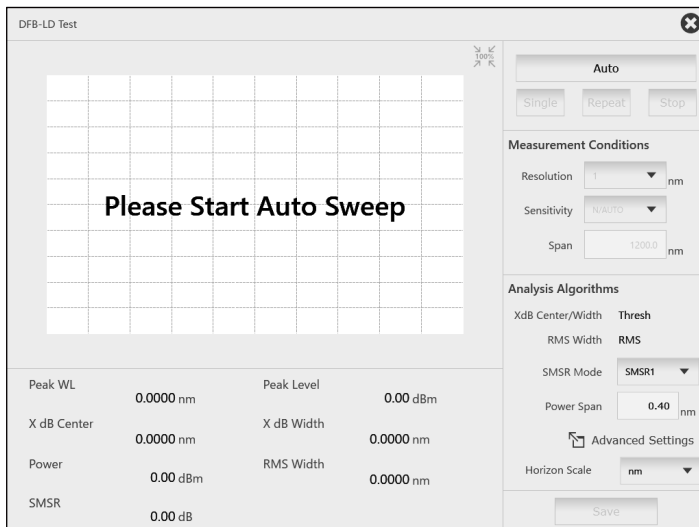 DFB-LD Test
100%
Please Start Auto Sweep
Auto
Single Repeat Stop
Measurement Conditions
Resolution 1 nm
Sensitivity N/AUTO
Span 1200.0 nm
Analysis Algorithms
XdB Center/Width Thresh
RMS Width RMS
SMSR Mode SMSR1
Power Span 0.40 nm
Advanced Settings
Horizon Scale nm
Save
Peak WL 0.0000 nm Peak Level 0.00 dBm
X dB Center 0.0000 nm X dB Width 0.0000 nm
Power 0.00 dBm RMS Width 0.0000 nm
SMSR 0.00 dB